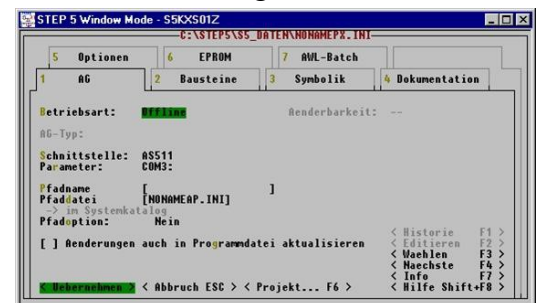 STEP 5 Window Mode - S5KXS01Z
C:\STEP5\S5_DATEN\NONAMEPX.INI
5 Optionen 6 EPROM 7 AWL-Batch
1 AG 2 Bausteine 3 Symbolik 4 Dokumentation
Betriebsart: Offline Aenderbarkeit: --
AG-Typ:
Schnittstelle: AS511
Parameter: COM3:
Pfadname [ ]
Pfaddatei [NONAMEAP.INI]
-> im Systemkatalog
Pfadoption: Nein
[ ] Aenderungen auch in Programmdatei aktualisieren
< Historie F1 >
< Editieren F2 >
< Waehlen F3 >
< Naechste F4 >
< Info F7 >
< Uebernehmen > < Abbruch ESC > < Projekt... F6 > < Hilfe Shift+F8 >